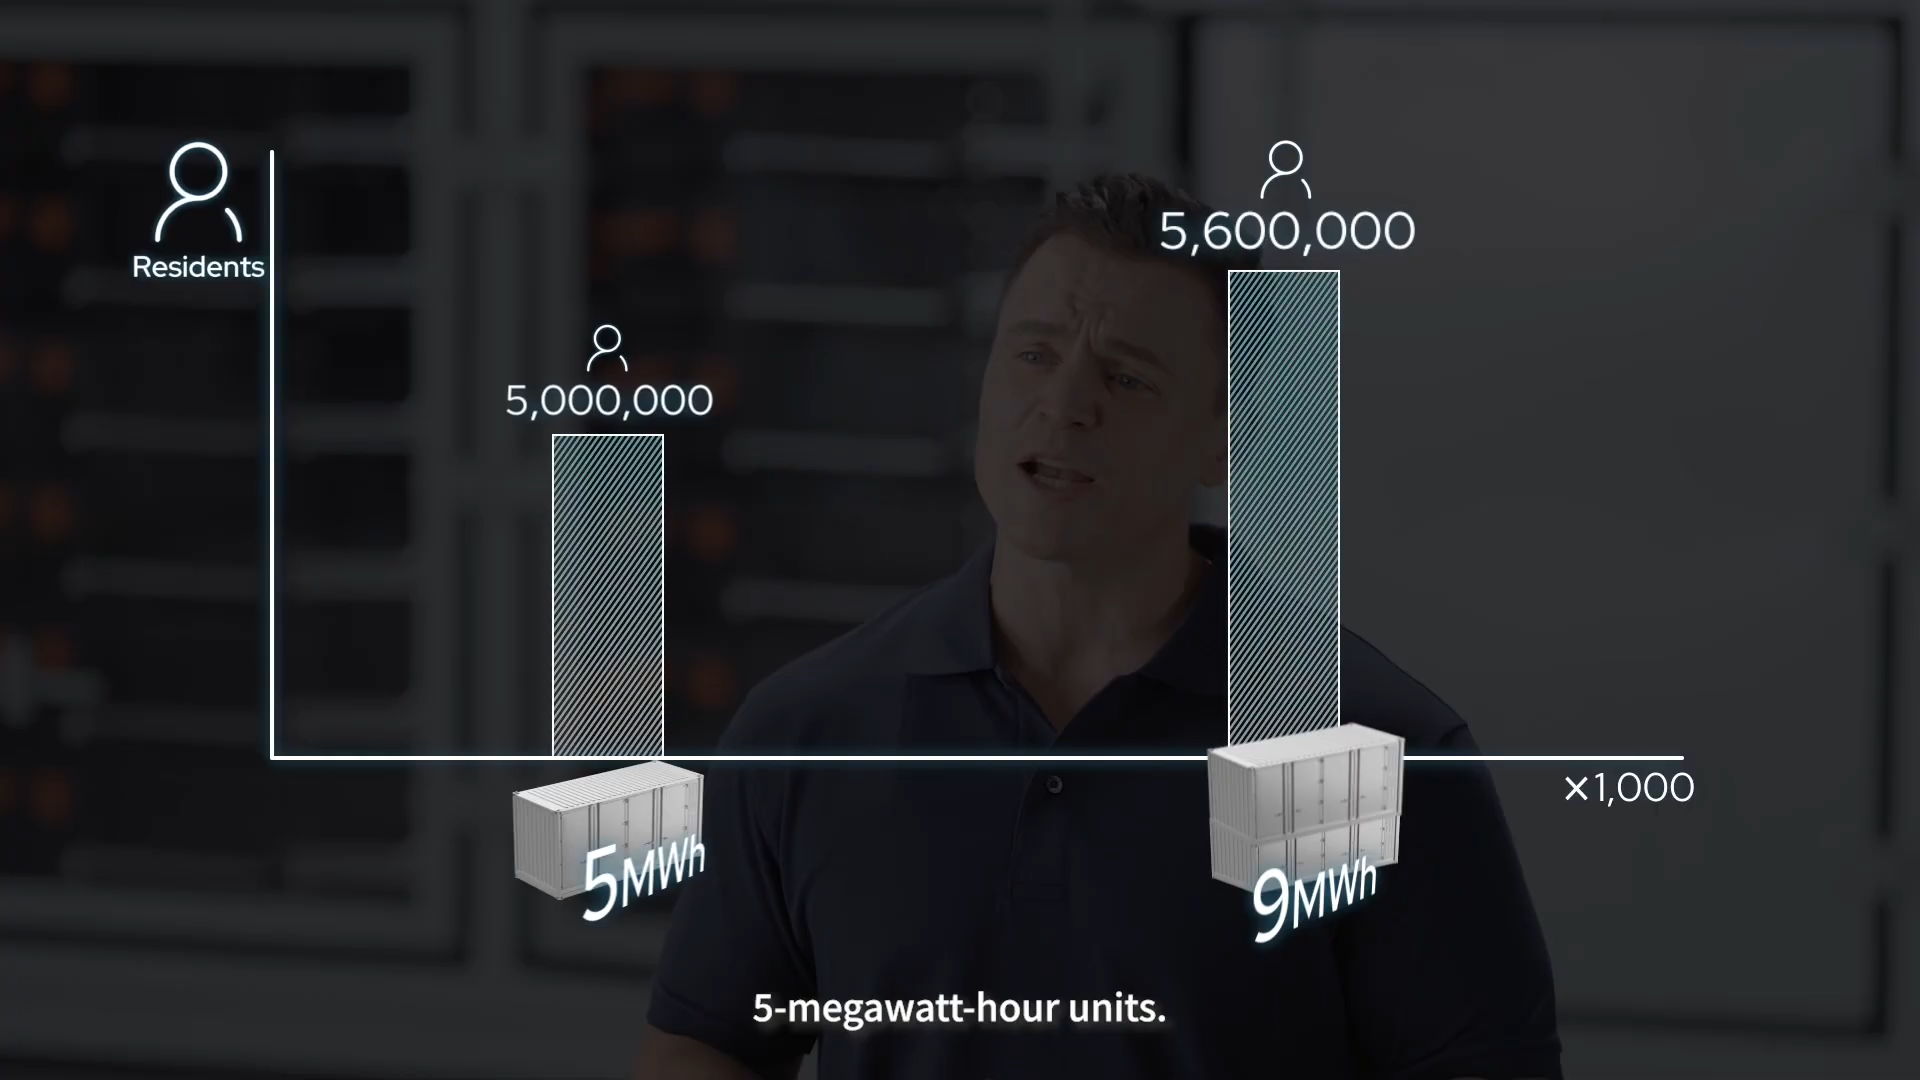 Residents
5,000,000
5,600,000
×1,000
5MWh
9MWh
5-megawatt-hour units.